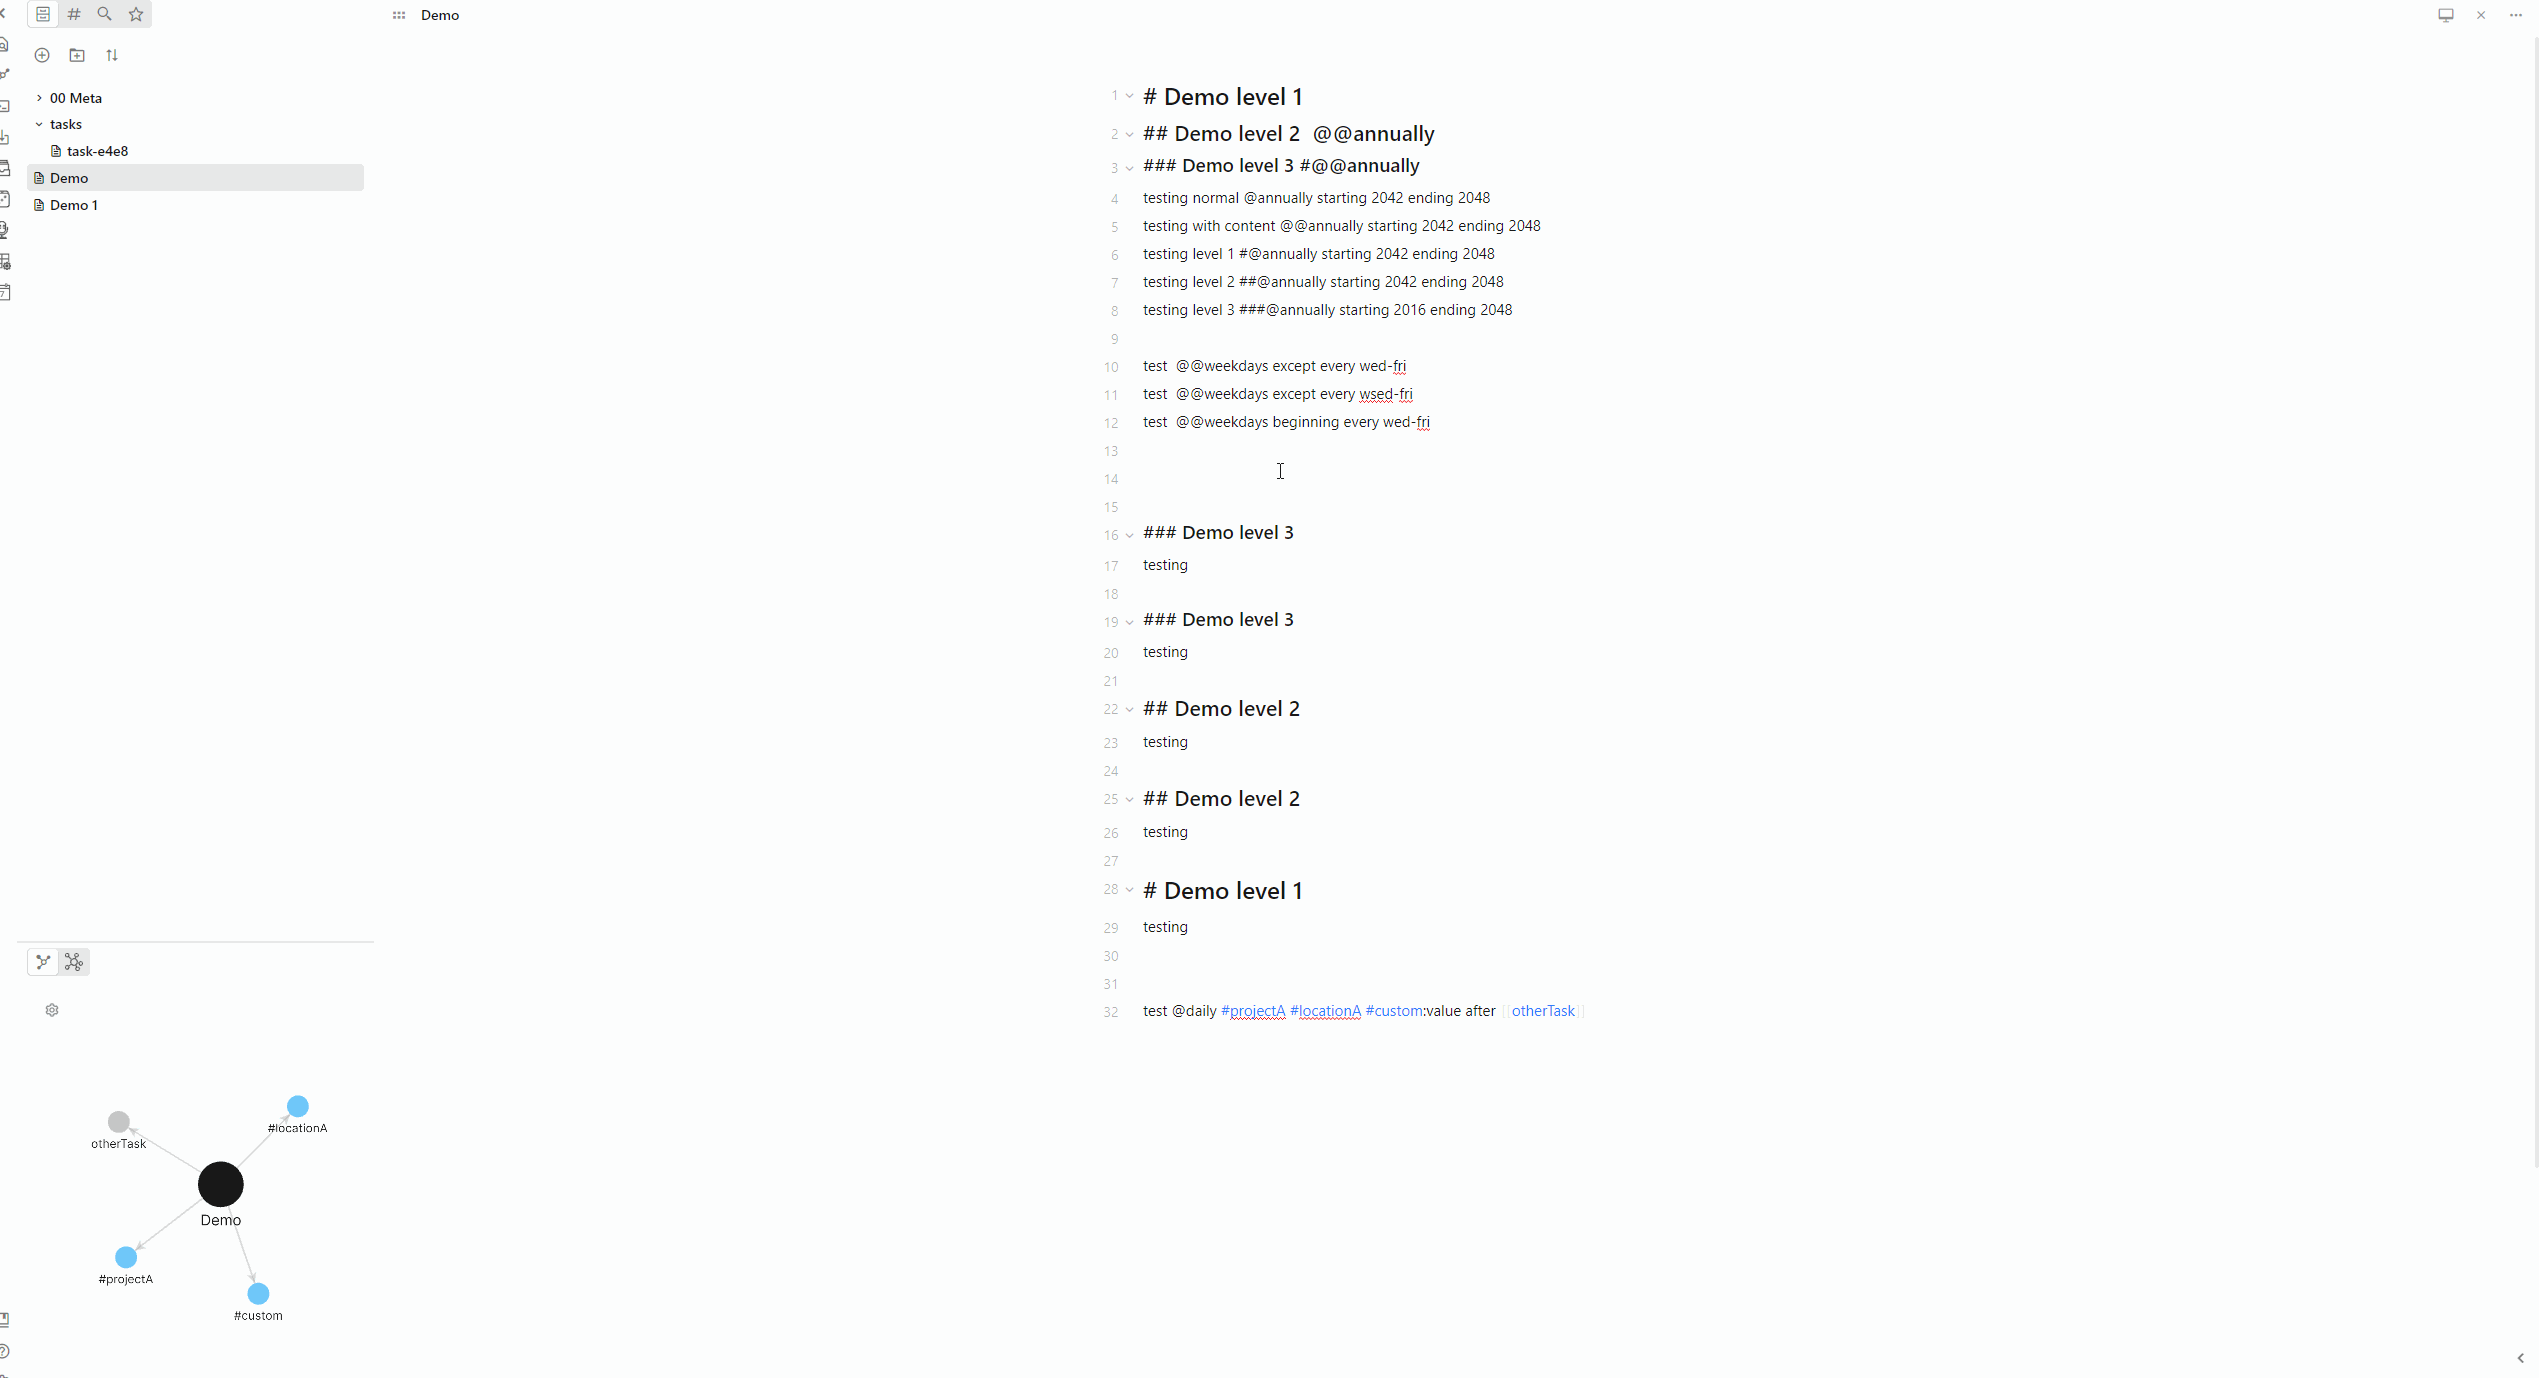 Demo
00 Meta
tasks
task-e4e8
Demo
Demo 1
1 # Demo level 1
2 ## Demo level 2  @@annually
3 ### Demo level 3 #@@annually
4 testing normal @annually starting 2042 ending 2048
5 testing with content @@annually starting 2042 ending 2048
6 testing level 1 #@annually starting 2042 ending 2048
7 testing level 2 ##@annually starting 2042 ending 2048
8 testing level 3 ###@annually starting 2016 ending 2048
9
10 test  @@weekdays except every wed-fri
11 test  @@weekdays except every wsed-fri
12 test  @@weekdays beginning every wed-fri
13
14
15
16 ### Demo level 3
17 testing
18
19 ### Demo level 3
20 testing
21
22 ## Demo level 2
23 testing
24
25 ## Demo level 2
26 testing
27
28 # Demo level 1
29 testing
30
31
32 test @daily #projectA #locationA #custom:value after [[otherTask]]
#locationA
otherTask
Demo
#projectA
#custom